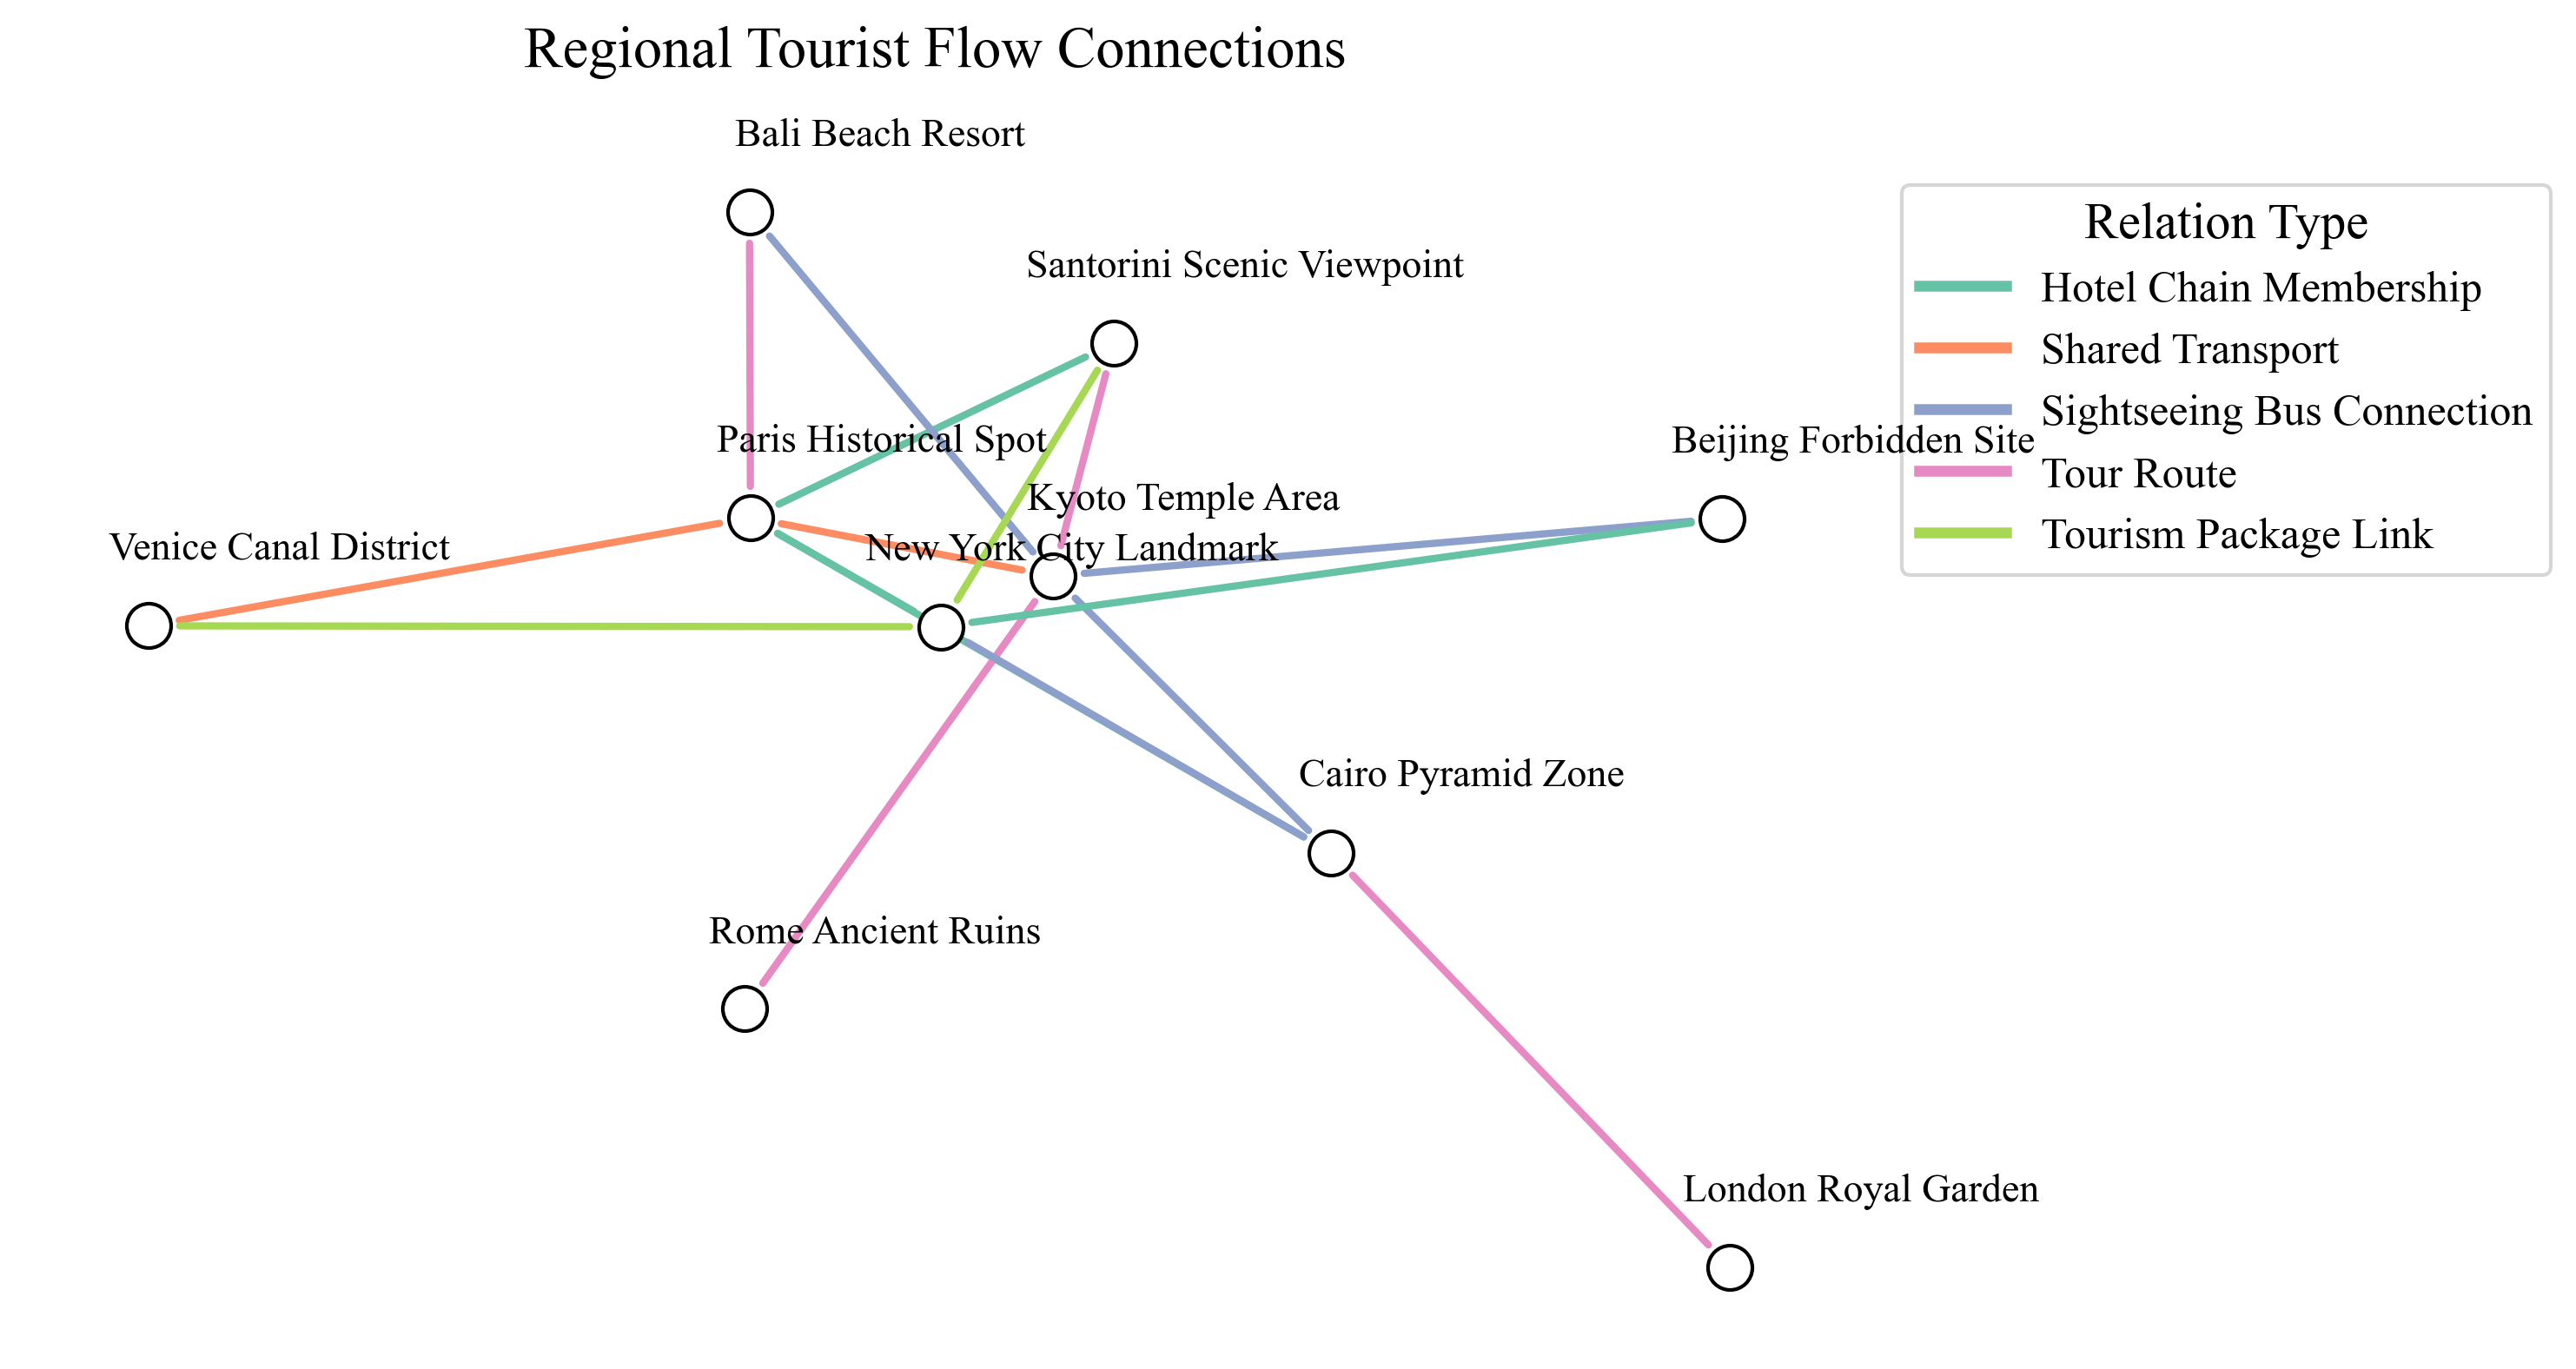 Regional Tourist Flow Connections
Bali Beach Resort
Santorini Scenic Viewpoint
Relation Type
Hotel Chain Membership
Shared Transport
Sightseeing Bus Connection
Tour Route
Tourism Package Link
Paris Historical Spot
Beijing Forbidden Site
Kyoto Temple Area
Venice Canal District
New York City Landmark
Cairo Pyramid Zone
Rome Ancient Ruins
London Royal Garden